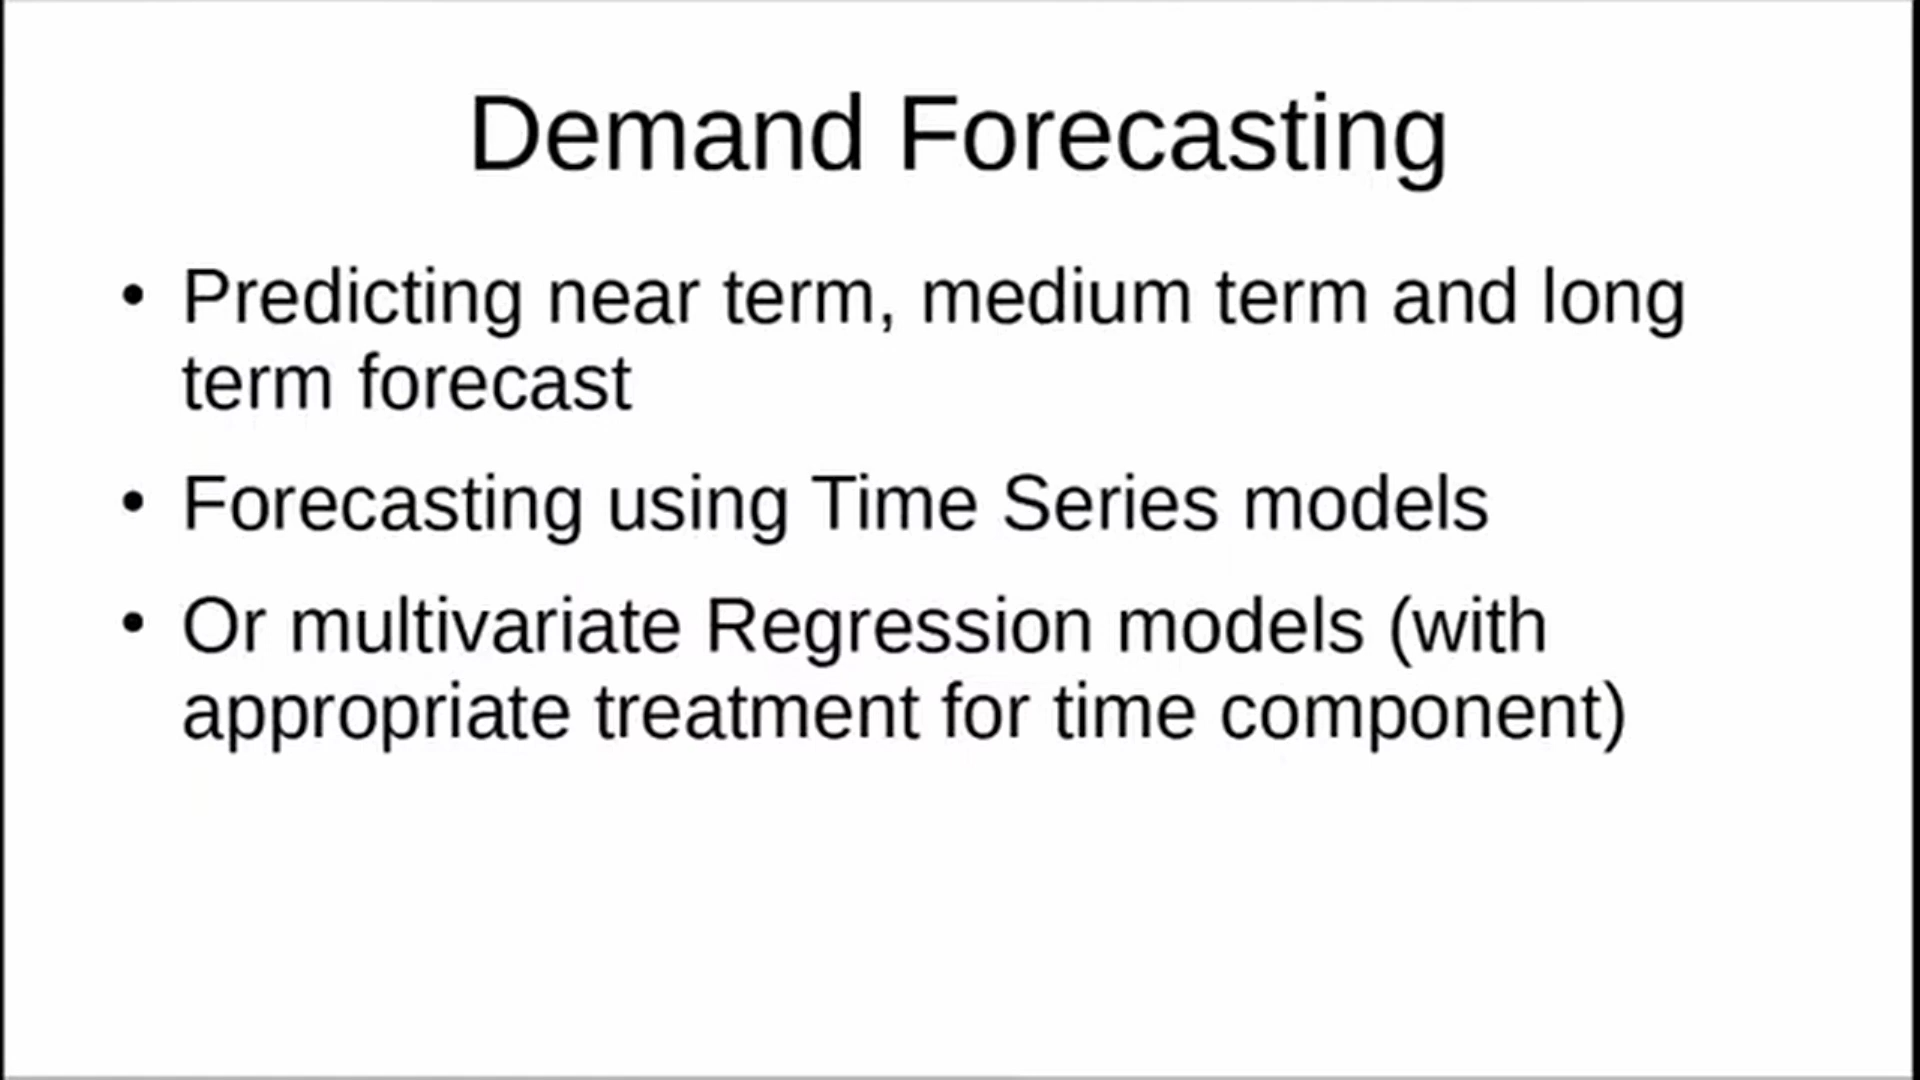 Demand Forecasting
• Predicting near term, medium term and long
term forecast
• Forecasting using Time Series models
• Or multivariate Regression models (with
appropriate treatment for time component)